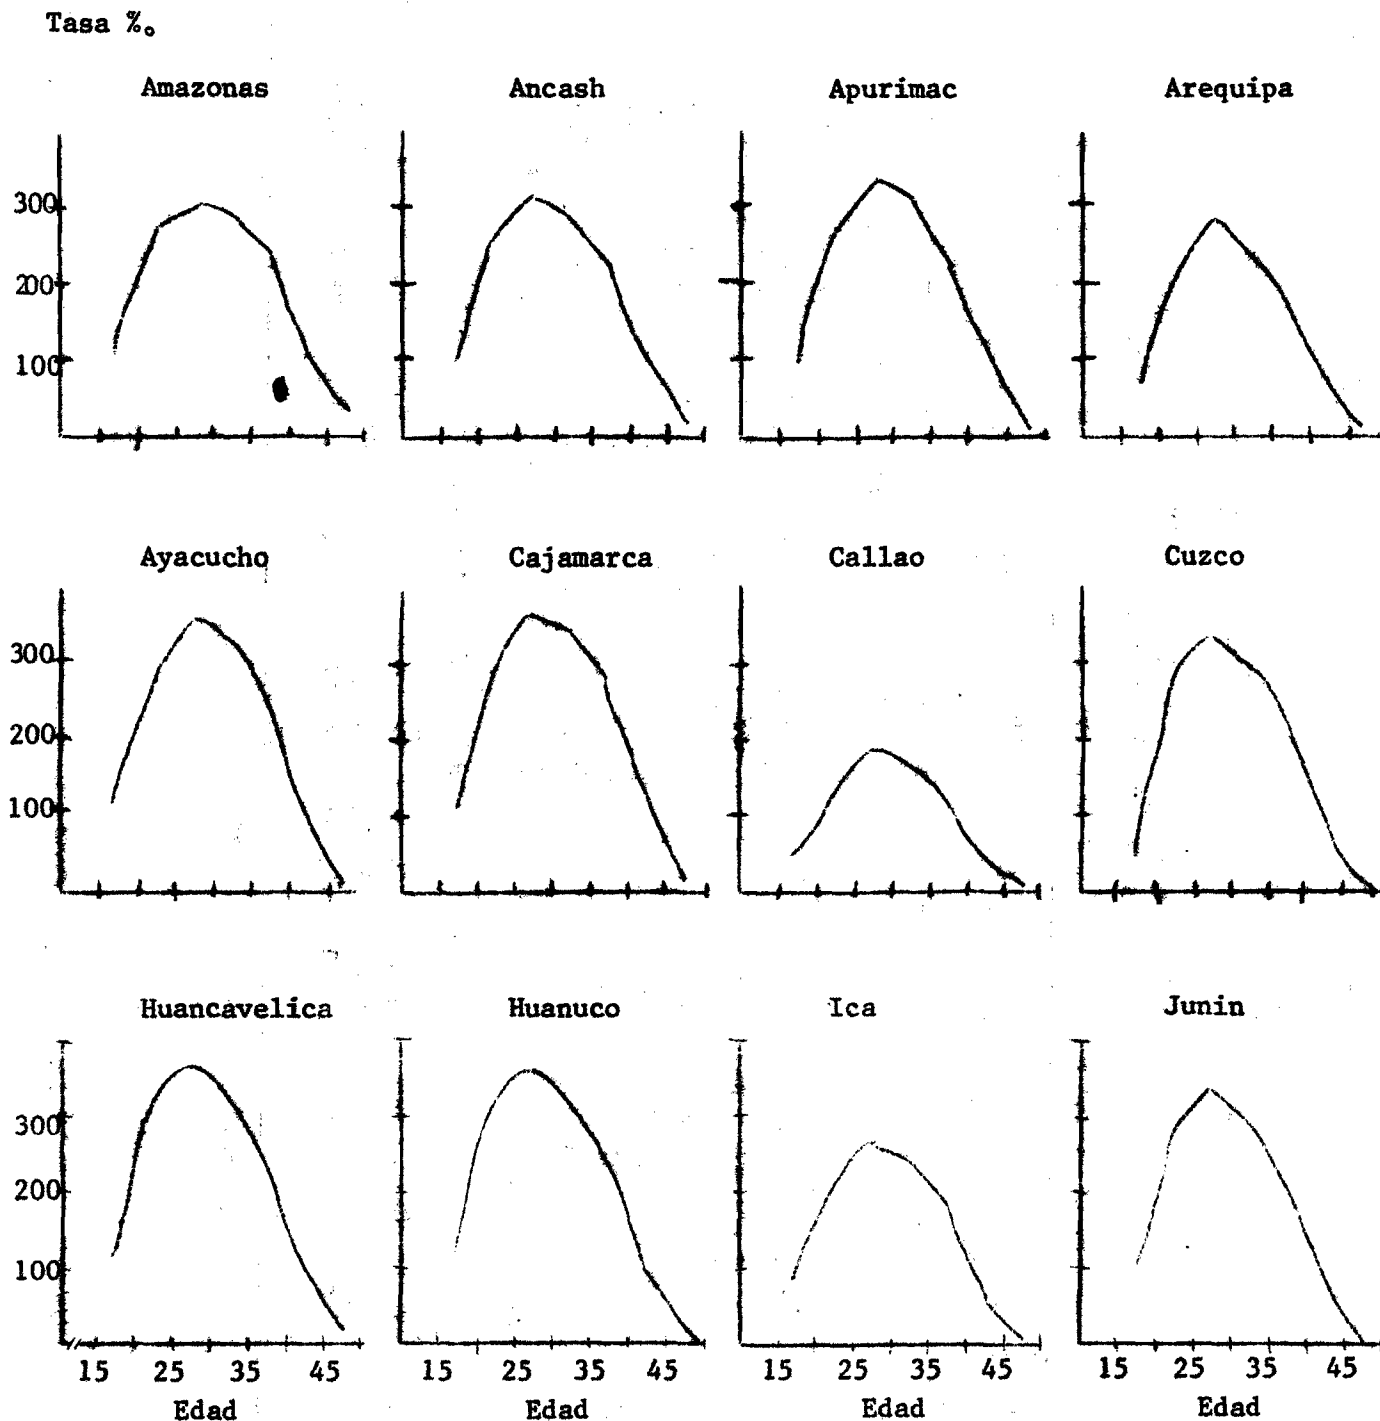 Tasa %o
Amazonas Ancash Apurímac Arequipa
300
200
100
Ayacucho Cajamarca Callao Cuzco
300
200
100
Huancavelica Huanuco Ica Junin
300
200
100
15 25 35 45 15 25 35 45 15 25 35 45 15 25 35 45
Edad Edad Edad Edad